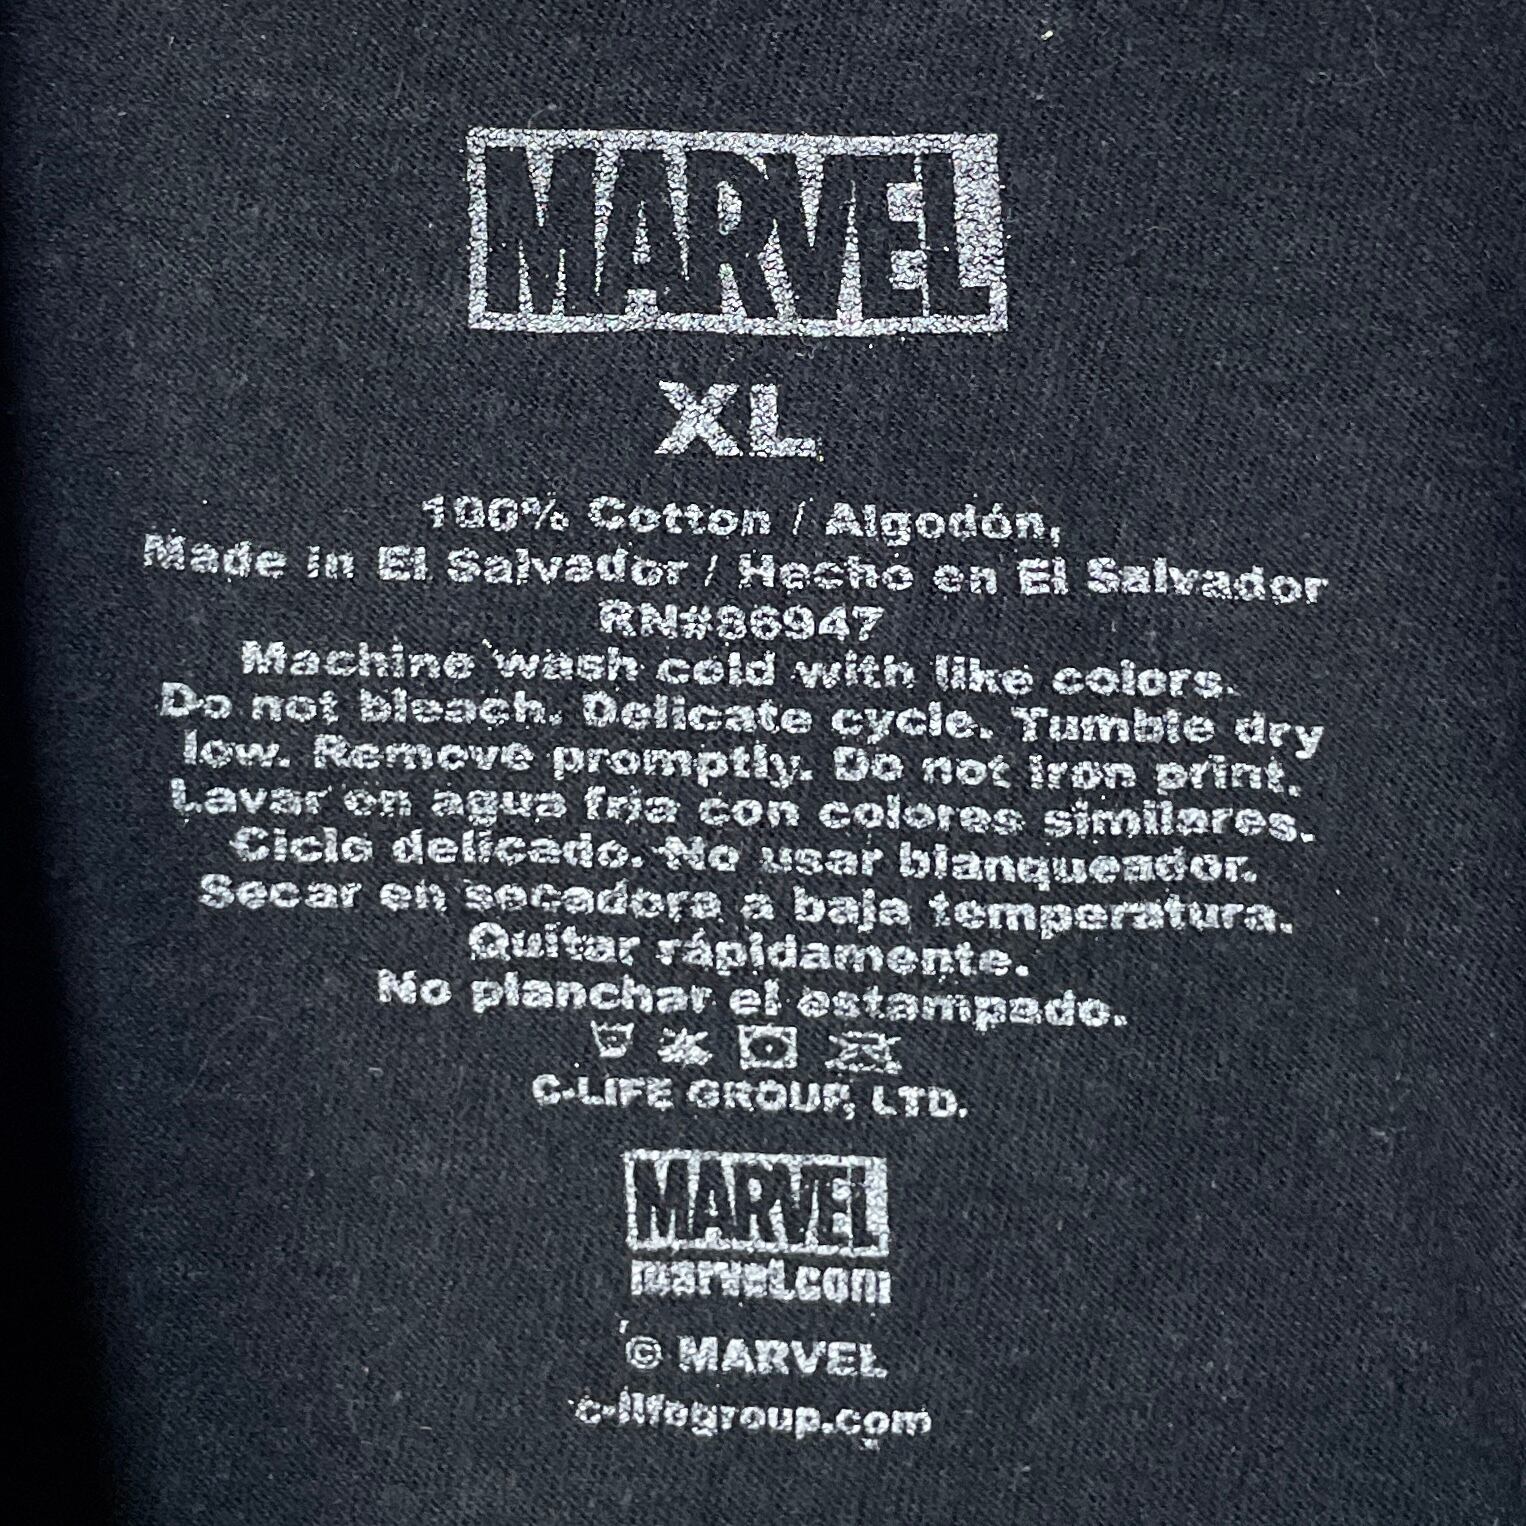 MARVEL
XL
100% Cotton / Algodón,
Made in El Salvador / Hecho en El Salvador
RN#86947
Machine wash cold with like colors.
Do not bleach. Delicate cycle. Tumble dry
low. Remove promptly. Do not iron print.
Lavar en agua fria con colores similares.
Ciclo delicado. No usar blanqueador.
Secar en secadora a baja temperatura.
Quitar rápidamente.
No planchar el estampado.
C-LIFE GROUP, LTD.
MARVEL
marvel.com
© MARVEL
c-lifegroup.com